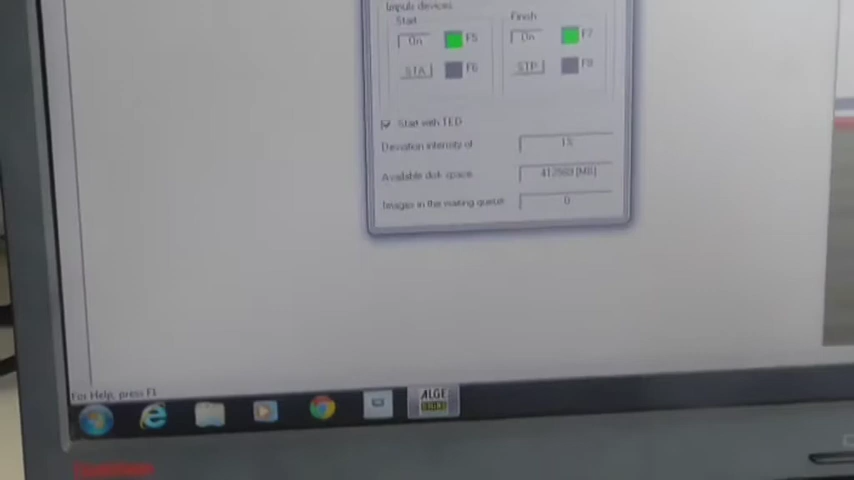 Impuls devices
Start
Finish
On F5
On F7
STA F6
STP F8
Start with TED
Deviation intensity of
Available disk space
Images in the waiting queue 0
For Help, press F1
ALGE